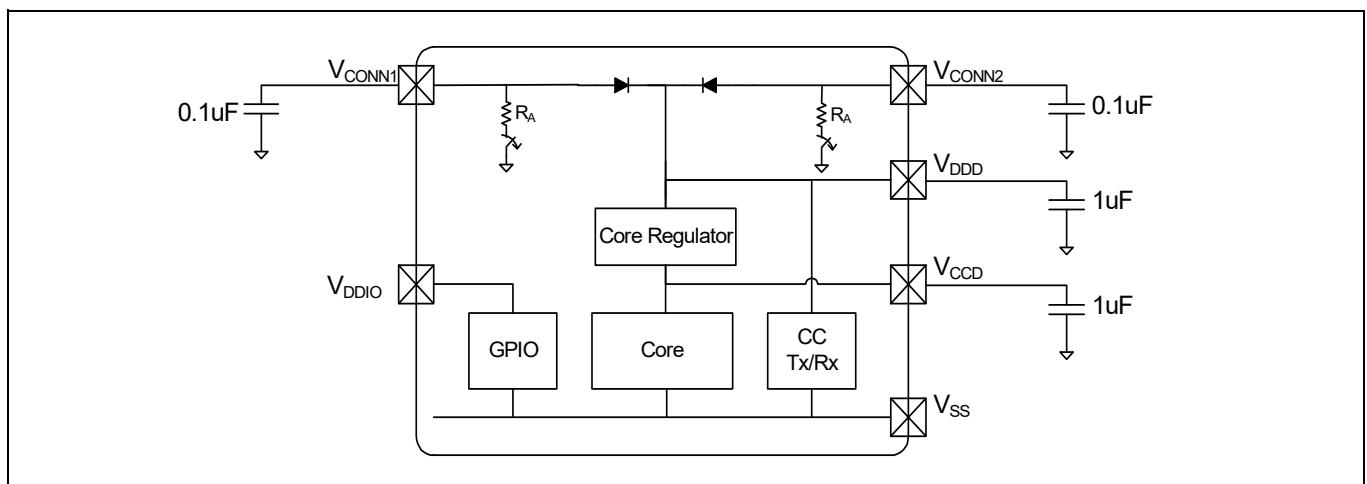 VCONN1
0.1uF
RA
RA
VCONN2
0.1uF
VDDD
1uF
Core Regulator
VDDIO
VCCD
1uF
GPIO
Core
CC
Tx/Rx
VSS